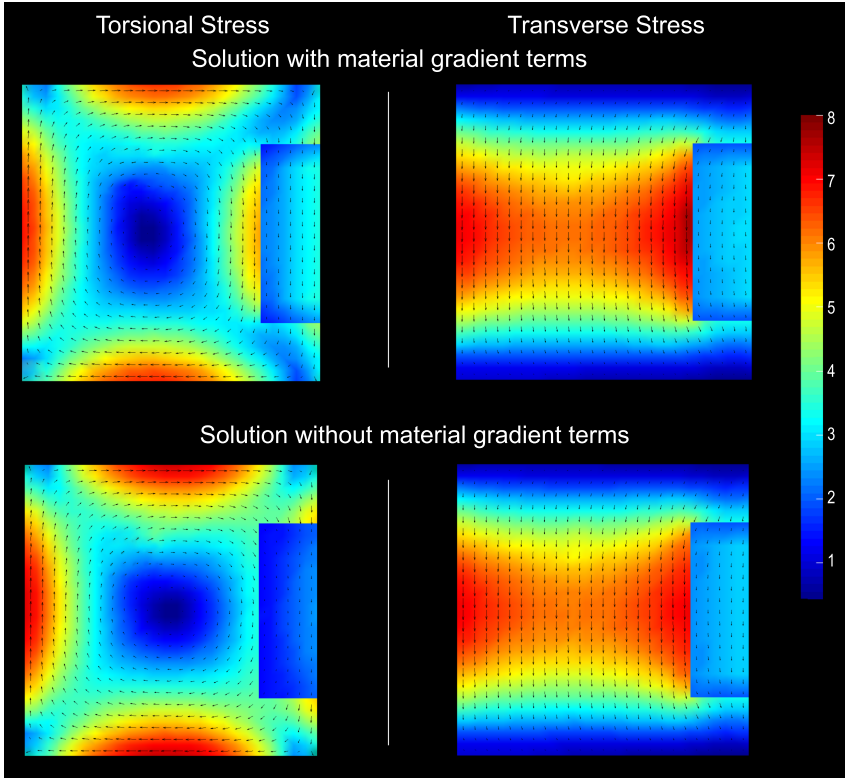 Torsional Stress
Transverse Stress
Solution with material gradient terms
8
7
6
5
4
3
2
1
Solution without material gradient terms